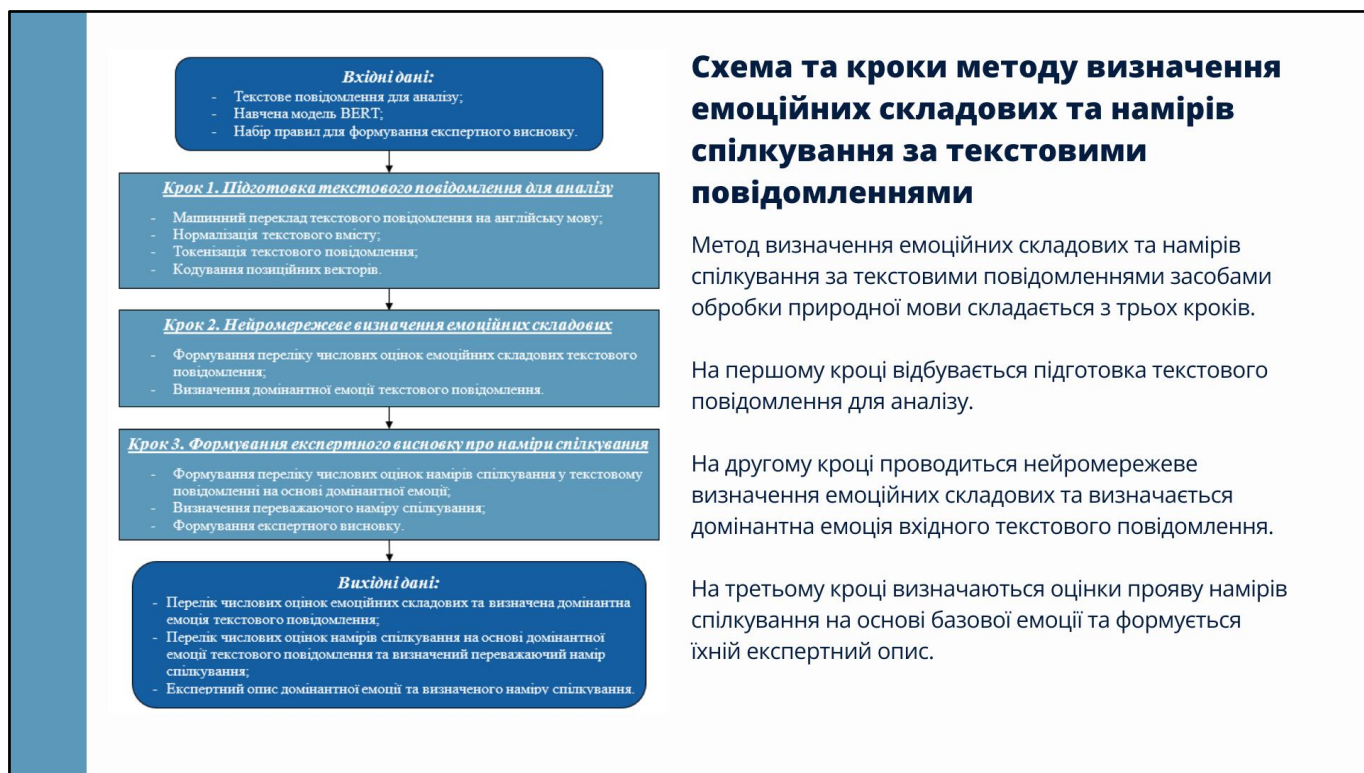 Вхідні дані:
- Текстове повідомлення для аналізу;
- Навчена модель BERT;
- Набір правил для формування експертного висновку.
Крок 1. Підготовка текстового повідомлення для аналізу
- Машинний переклад текстового повідомлення на англійську мову;
- Нормалізація текстового вмісту;
- Токенізація текстового повідомлення;
- Кодування позиційних векторів.
Крок 2. Нейромережеве визначення емоційних складових
- Формування переліку числових оцінок емоційних складових текстового
повідомлення;
- Визначення домінантної емоції текстового повідомлення.
Крок 3. Формування експертного висновку про наміри спілкування
- Формування переліку числових оцінок намірів спілкування у текстовому
повідомленні на основі домінантної емоції;
- Визначення переважаючого наміру спілкування;
- Формування експертного висновку.
Вихідні дані:
- Перелік числових оцінок емоційних складових та визначена домінантна
емоція текстового повідомлення;
- Перелік числових оцінок намірів спілкування на основі домінантної
емоції текстового повідомлення та визначений переважаючий намір
спілкування;
- Експертний опис домінантної емоції та визначеного наміру спілкування.
Схема та кроки методу визначення
емоційних складових та намірів
спілкування за текстовими
повідомленнями
Метод визначення емоційних складових та намірів
спілкування за текстовими повідомленнями засобами
обробки природної мови складається з трьох кроків.
На першому кроці відбувається підготовка текстового
повідомлення для аналізу.
На другому кроці проводиться нейромережеве
визначення емоційних складових та визначається
домінантна емоція вхідного текстового повідомлення.
На третьому кроці визначаються оцінки прояву намірів
спілкування на основі базової емоції та формується
їхній експертний опис.